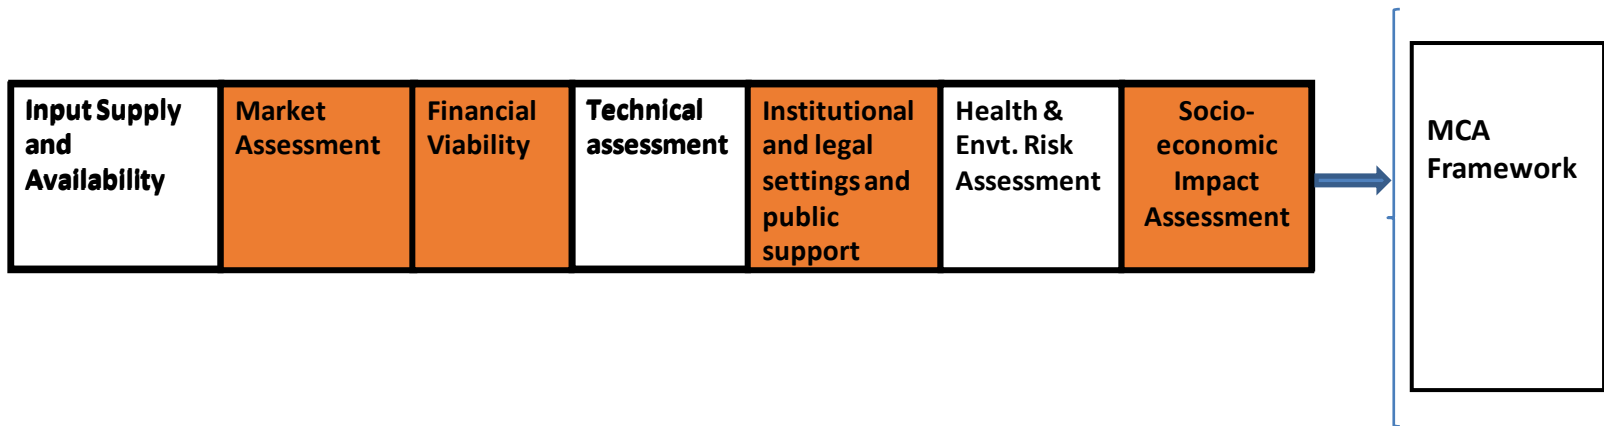 Input Supply
and
Availability
Market
Assessment
Financial
Viability
Technical
assessment
Institutional
and legal
settings and
public
support
Health &
Envt. Risk
Assessment
Socio-
economic
Impact
Assessment
MCA
Framework